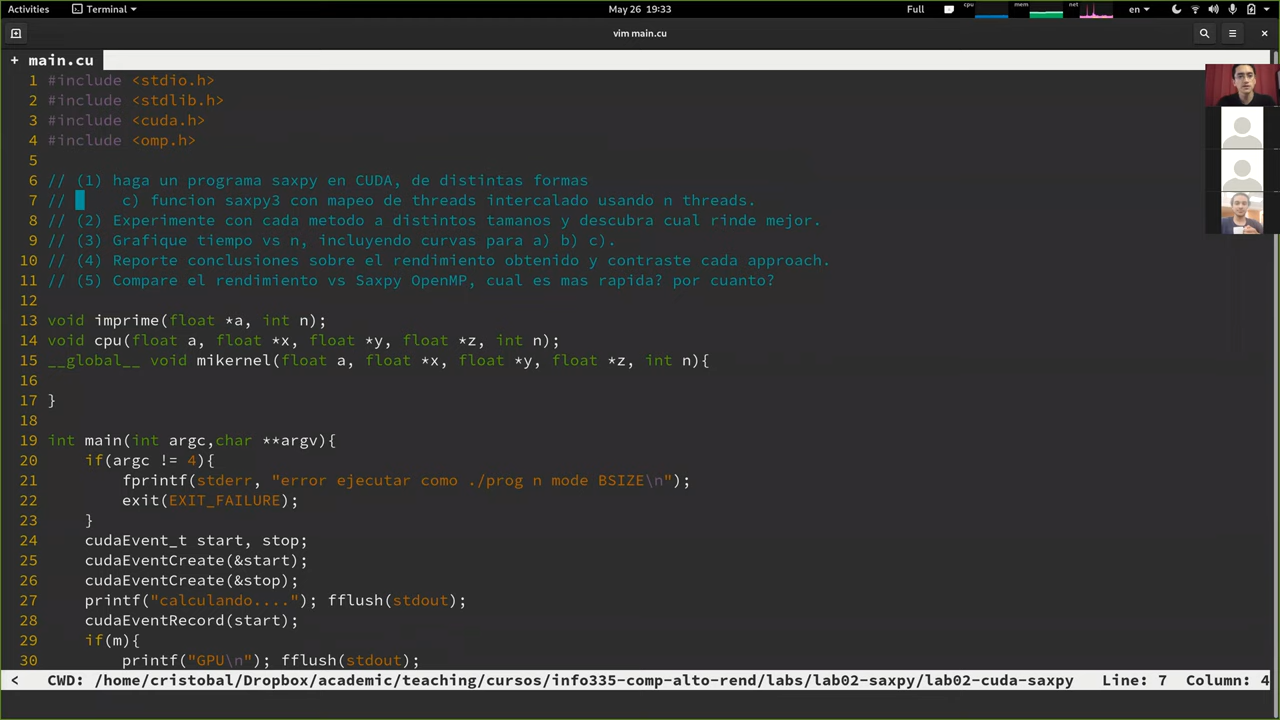 Activities Terminal May 26 19:33 Full cpu mem net en
vim main.cu
+ main.cu
1 #include <stdio.h>
2 #include <stdlib.h>
3 #include <cuda.h>
4 #include <omp.h>
5
6 // (1) haga un programa saxpy en CUDA, de distintas formas
7 // c) funcion saxpy3 con mapeo de threads intercalado usando n threads.
8 // (2) Experimente con cada metodo a distintos tamanos y descubra cual rinde mejor.
9 // (3) Grafique tiempo vs n, incluyendo curvas para a) b) c).
10 // (4) Reporte conclusiones sobre el rendimiento obtenido y contraste cada approach.
11 // (5) Compare el rendimiento vs Saxpy OpenMP, cual es mas rapida? por cuanto?
12
13 void imprime(float *a, int n);
14 void cpu(float a, float *x, float *y, float *z, int n);
15 __global__ void mikernel(float a, float *x, float *y, float *z, int n){
16
17 }
18
19 int main(int argc,char **argv){
20 if(argc != 4){
21 fprintf(stderr, "error ejecutar como ./prog n mode BSIZE\n");
22 exit(EXIT_FAILURE);
23 }
24 cudaEvent_t start, stop;
25 cudaEventCreate(&start);
26 cudaEventCreate(&stop);
27 printf("calculando...."); fflush(stdout);
28 cudaEventRecord(start);
29 if(m){
30 printf("GPU\n"); fflush(stdout);
< CWD: /home/cristobal/Dropbox/academic/teaching/cursos/info335-comp-alto-rend/labs/lab02-saxpy/lab02-cuda-saxpy Line: 7 Column: 4